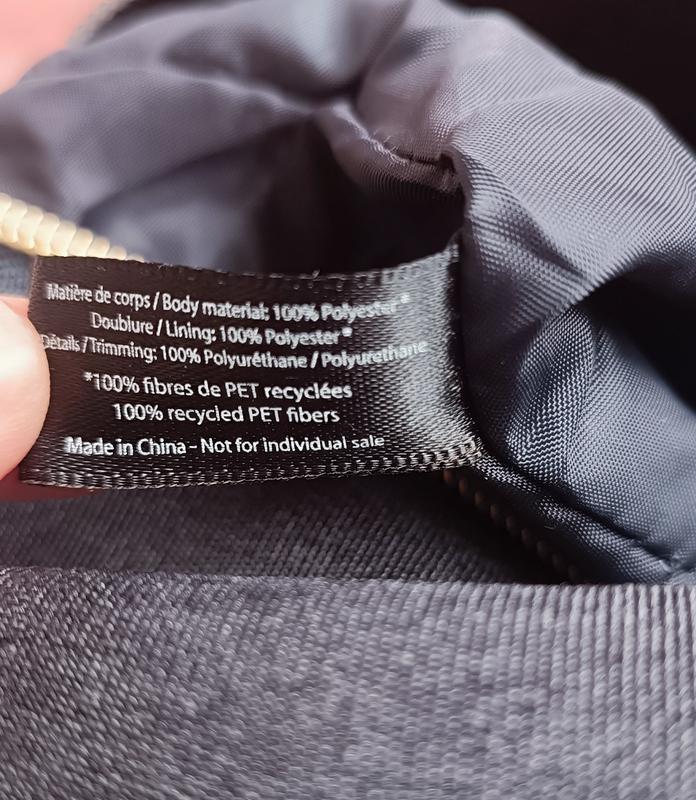 Matière de corps / Body material: 100% Polyester*
Doublure / Lining: 100% Polyester*
Détails / Trimming: 100% Polyuréthane / Polyurethane
*100% fibres de PET recyclées
100% recycled PET fibers
Made in China - Not for individual sale